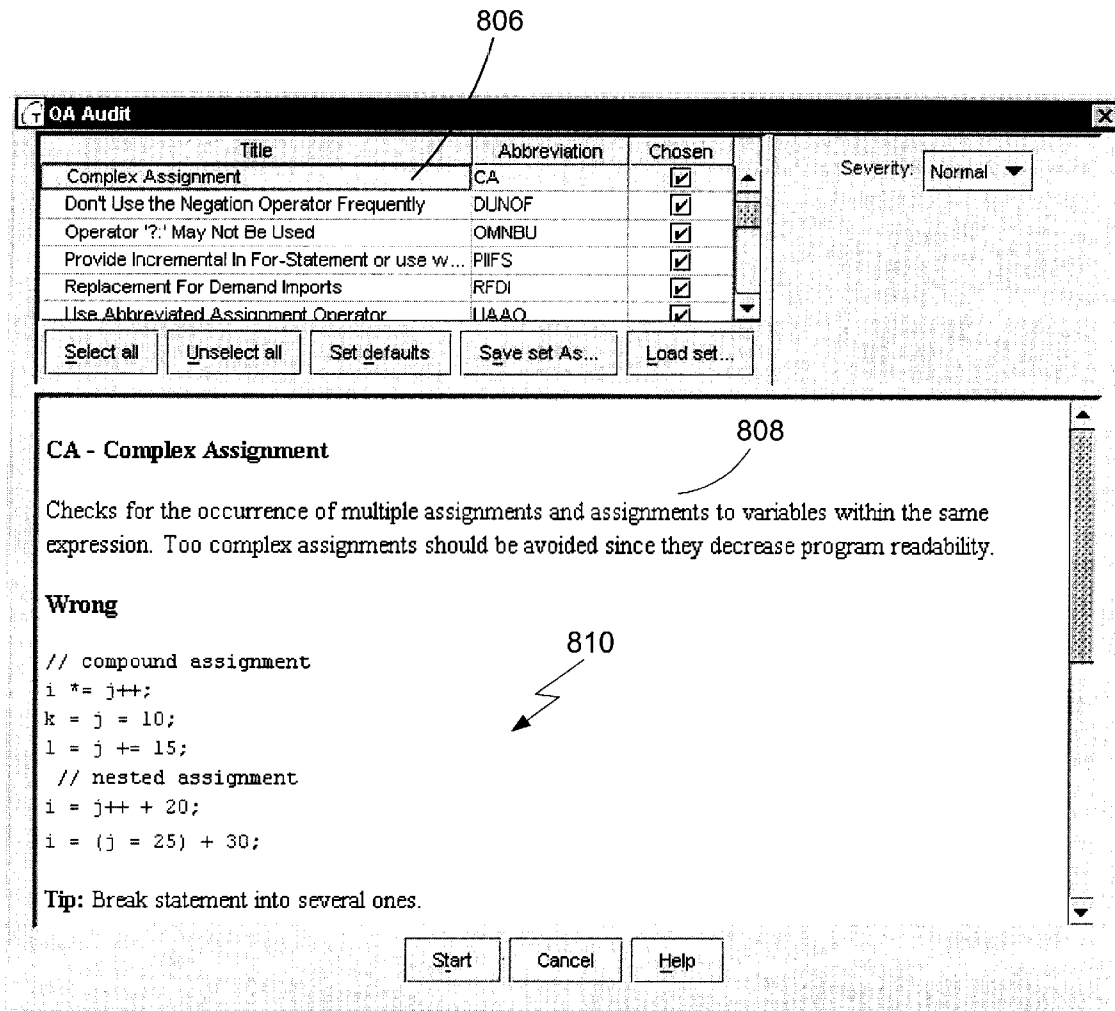 806
QA Audit
Title Abbreviation Chosen
Complex Assignment CA
Don't Use the Negation Operator Frequently DUNOF
Operator '?:' May Not Be Used OMNBU
Provide Incremental In For-Statement or use w... PIIFS
Replacement For Demand Imports RFDI
Use Abbreviated Assignment Operator UAAO
Severity: Normal
Select all Unselect all Set defaults Save set As... Load set...
808
CA - Complex Assignment
Checks for the occurrence of multiple assignments and assignments to variables within the same
expression. Too complex assignments should be avoided since they decrease program readability.
Wrong
810
// compound assignment
i *= j++;
k = j = 10;
l = j += 15;
// nested assignment
i = j++ + 20;
i = (j = 25) + 30;
Tip: Break statement into several ones.
Start Cancel Help